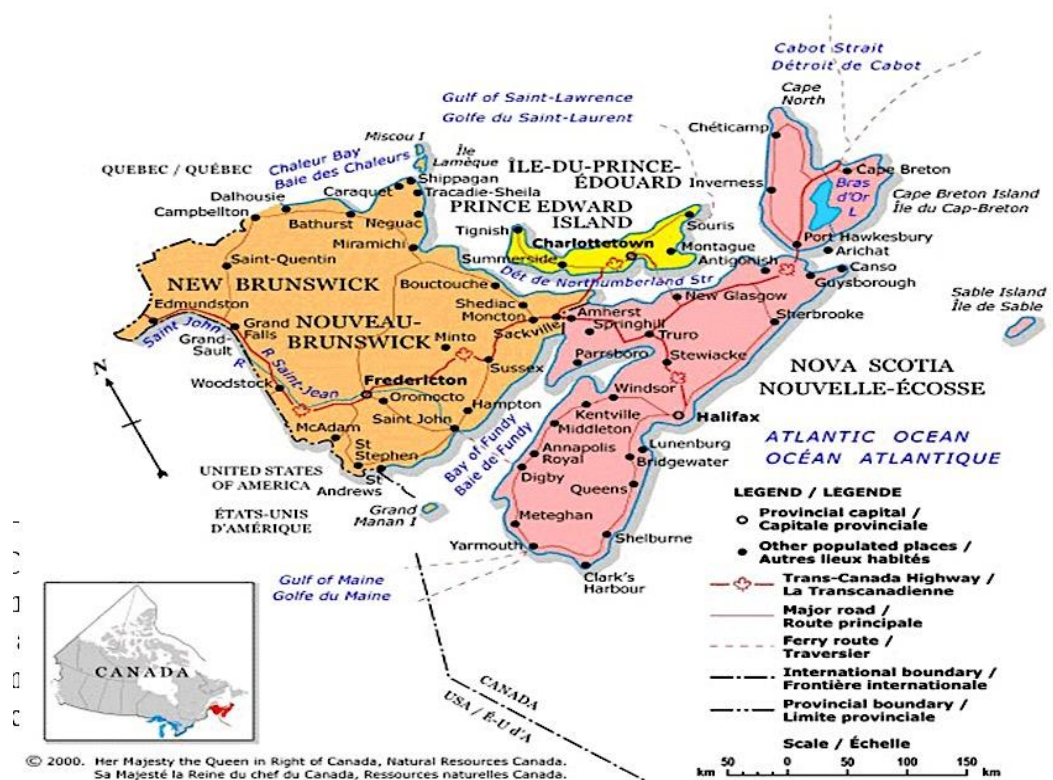 Cabot Strait
Détroit de Cabot
Cape
North
Gulf of Saint-Lawrence
Golfe du Saint-Laurent
Chéticamp
Miscou I
Île
Lamèque
QUEBEC / QUÉBEC
Chaleur Bay
Baie des Chaleurs
ÎLE-DU-PRINCE-
ÉDOUARD
Shippagan
Cape Breton
Caraquet
Tracadie-Sheila
Inverness
Bras
d'Or
L
Cape Breton Island
Île du Cap-Breton
Dalhousie
PRINCE EDWARD
ISLAND
Campbellton
Bathurst
Neguac
Souris
Tignish
Port Hawkesbury
Miramichi
Charlottetown
Montague
Arichat
Saint-Quentin
Summerside
Antigonish
Canso
Dét de Northumberland Str
Guysborough
NEW BRUNSWICK
Bouctouche
Sable Island
Île de Sable
Edmundston
Shediac
New Glasgow
Saint John
R
Grand
Falls
Grand-
Sault
NOUVEAU-
BRUNSWICK
Moncton
Amherst
Sherbrooke
Minto
Sackville
Springhill
Truro
R Saint-Jean
Parrsboro
Stewiacke
N
Sussex
NOVA SCOTIA
NOUVELLE-ÉCOSSE
Woodstock
Fredericton
Windsor
Oromocto
Hampton
Kentville
Halifax
McAdam
Saint John
Middleton
St
Stephen
Bay of Fundy
Baie de Fundy
Annapolis
Royal
Lunenburg
Bridgewater
ATLANTIC OCEAN
OCÉAN ATLANTIQUE
UNITED STATES
OF AMERICA
St
Andrews
Digby
Queens
ÉTATS-UNIS
D'AMÉRIQUE
Grand
Manan I
Meteghan
Yarmouth
Shelburne
Gulf of Maine
Golfe du Maine
Clark's
Harbour
CANADA
USA / É-U d'A
LEGEND / LÉGENDE
Provincial capital /
Capitale provinciale
Other populated places /
Autres lieux habités
Trans-Canada Highway /
La Transcanadienne
Major road /
Route principale
Ferry route /
Traversier
International boundary /
Frontière internationale
Provincial boundary /
Limite provinciale
Scale / Échelle
km 50 0 50 100 150 km
CANADA
© 2000. Her Majesty the Queen in Right of Canada, Natural Resources Canada.
Sa Majesté la Reine du chef du Canada, Ressources naturelles Canada.